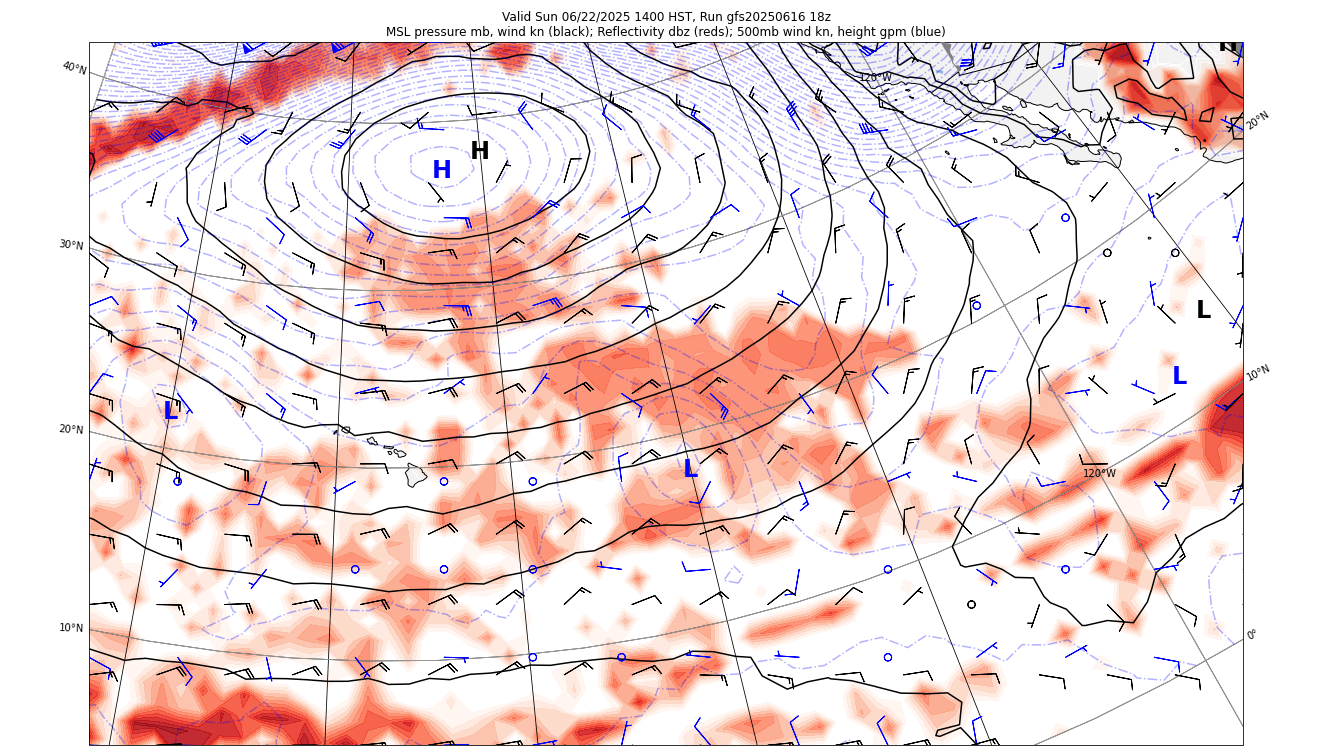 Valid Sun 06/22/2025 1400 HST, Run gfs20250616 18z
MSL pressure mb, wind kn (black); Reflectivity dbz (reds); 500mb wind kn, height gpm (blue)
H
40°N
120°W
20°N
H
H
30°N
L
L
10°N
L
20°N
L
120°W
10°N
0°